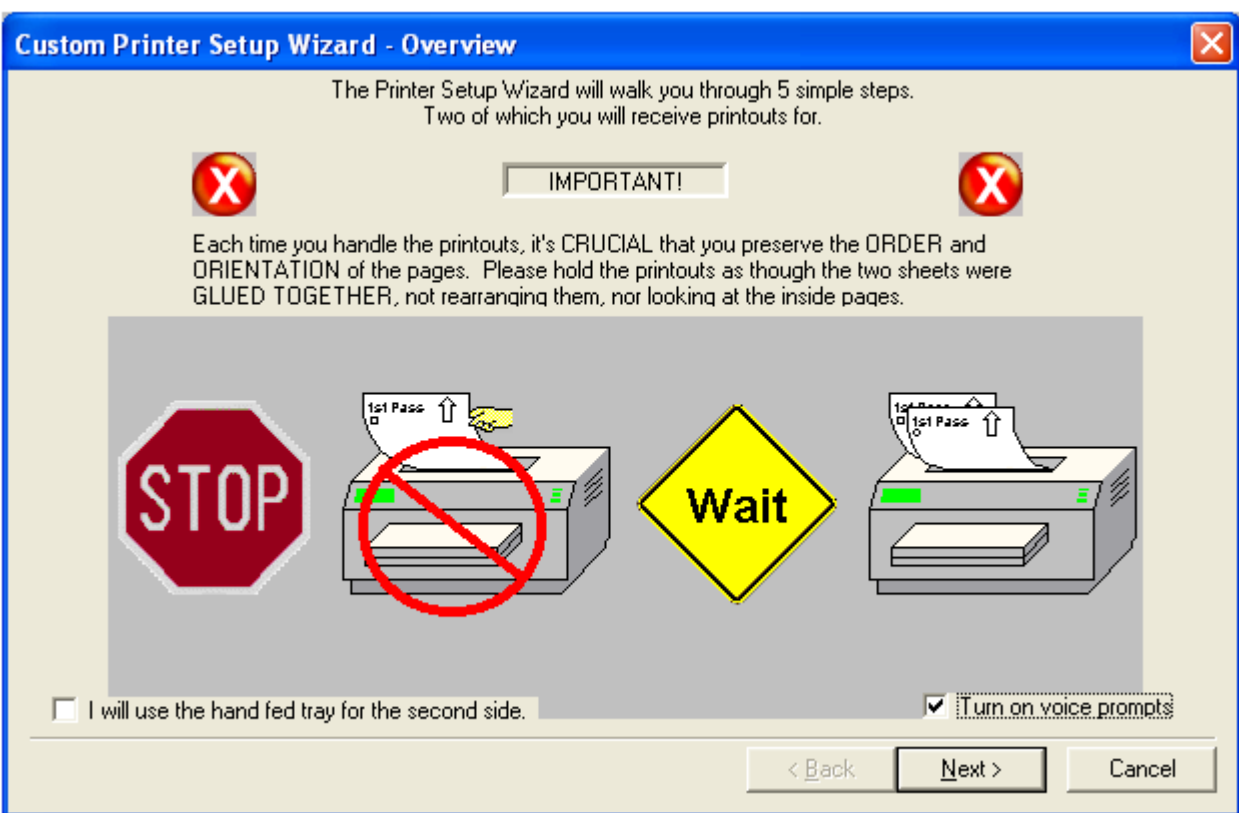 Custom Printer Setup Wizard - Overview
The Printer Setup Wizard will walk you through 5 simple steps.
Two of which you will receive printouts for.
IMPORTANT!
Each time you handle the printouts, it's CRUCIAL that you preserve the ORDER and
ORIENTATION of the pages. Please hold the printouts as though the two sheets were
GLUED TOGETHER, not rearranging them, nor looking at the inside pages.
STOP
1st Pass
Wait
1st Pass
I will use the hand fed tray for the second side.
Turn on voice prompts
< Back
Next >
Cancel